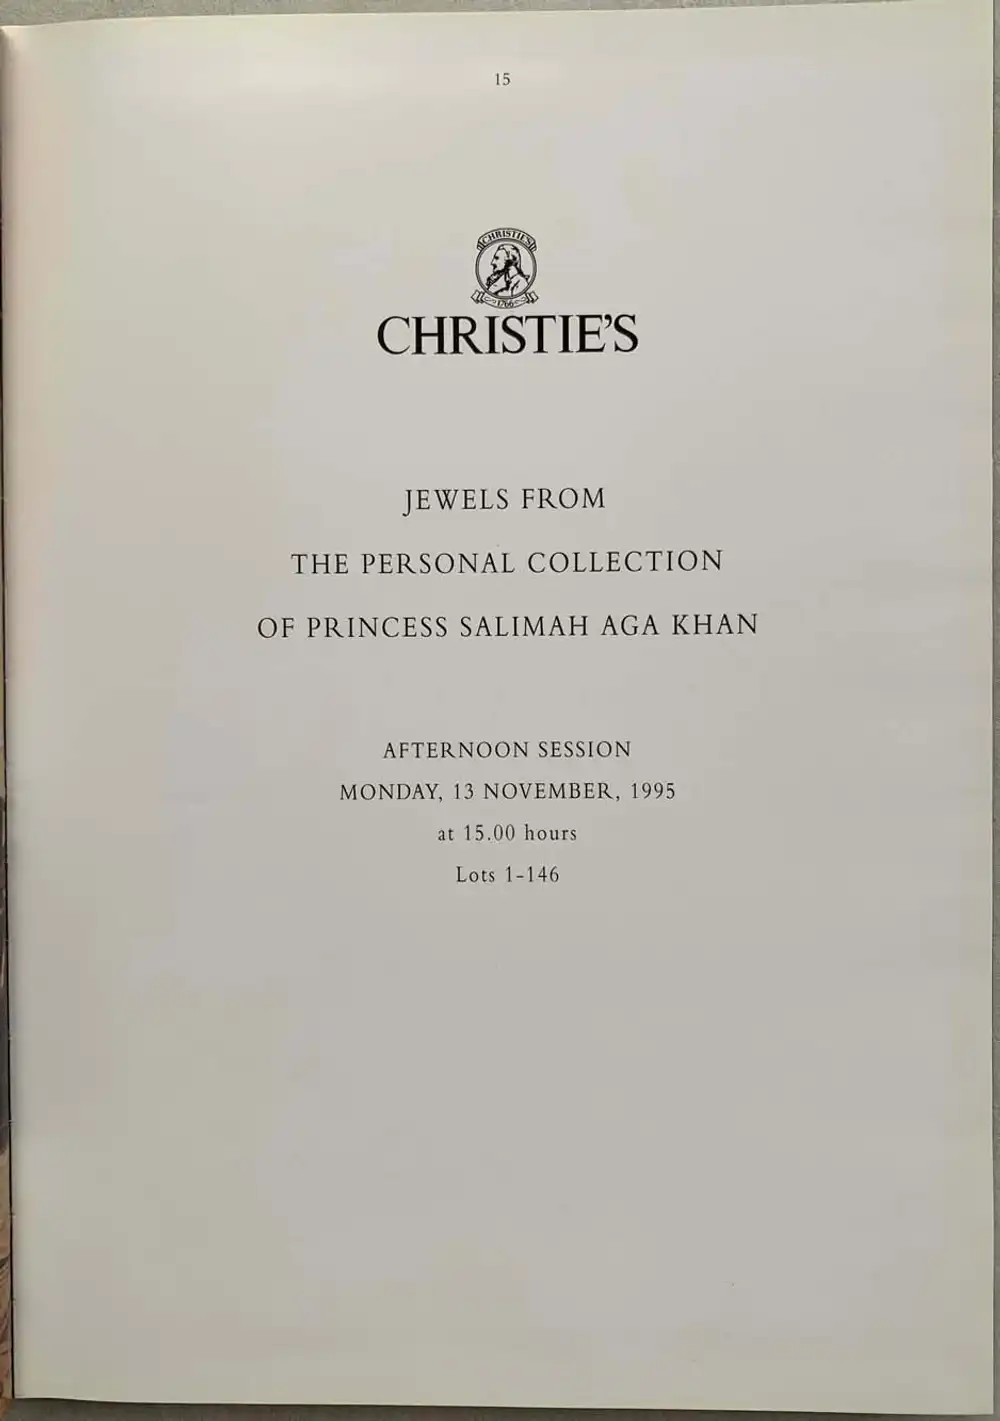 15
CHRISTIE'S
1766
CHRISTIE'S
JEWELS FROM
THE PERSONAL COLLECTION
OF PRINCESS SALIMAH AGA KHAN
AFTERNOON SESSION
MONDAY, 13 NOVEMBER, 1995
at 15.00 hours
Lots 1-146